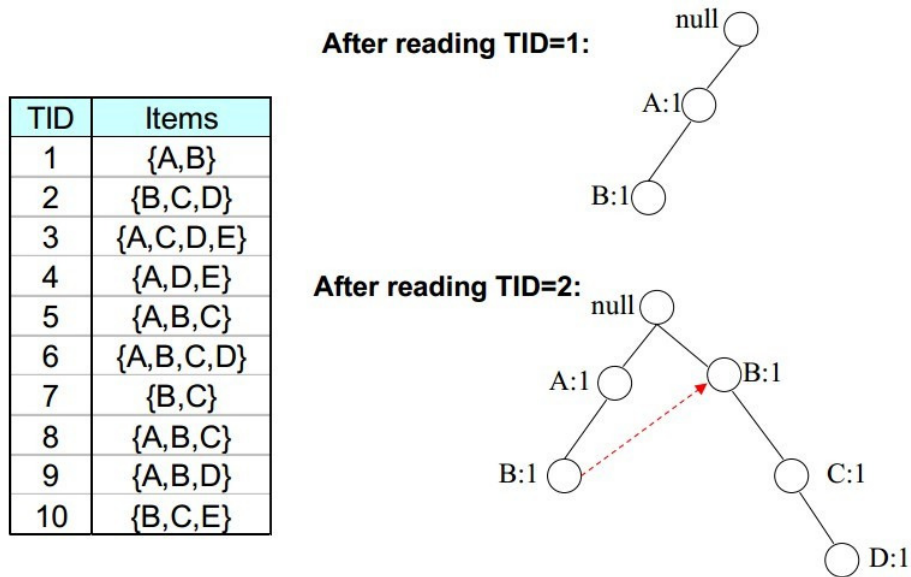 TID Items
1 {A,B}
2 {B,C,D}
3 {A,C,D,E}
4 {A,D,E}
5 {A,B,C}
6 {A,B,C,D}
7 {B,C}
8 {A,B,C}
9 {A,B,D}
10 {B,C,E}
After reading TID=1:
null
A:1
B:1
After reading TID=2:
null
A:1 B:1
B:1 C:1
D:1